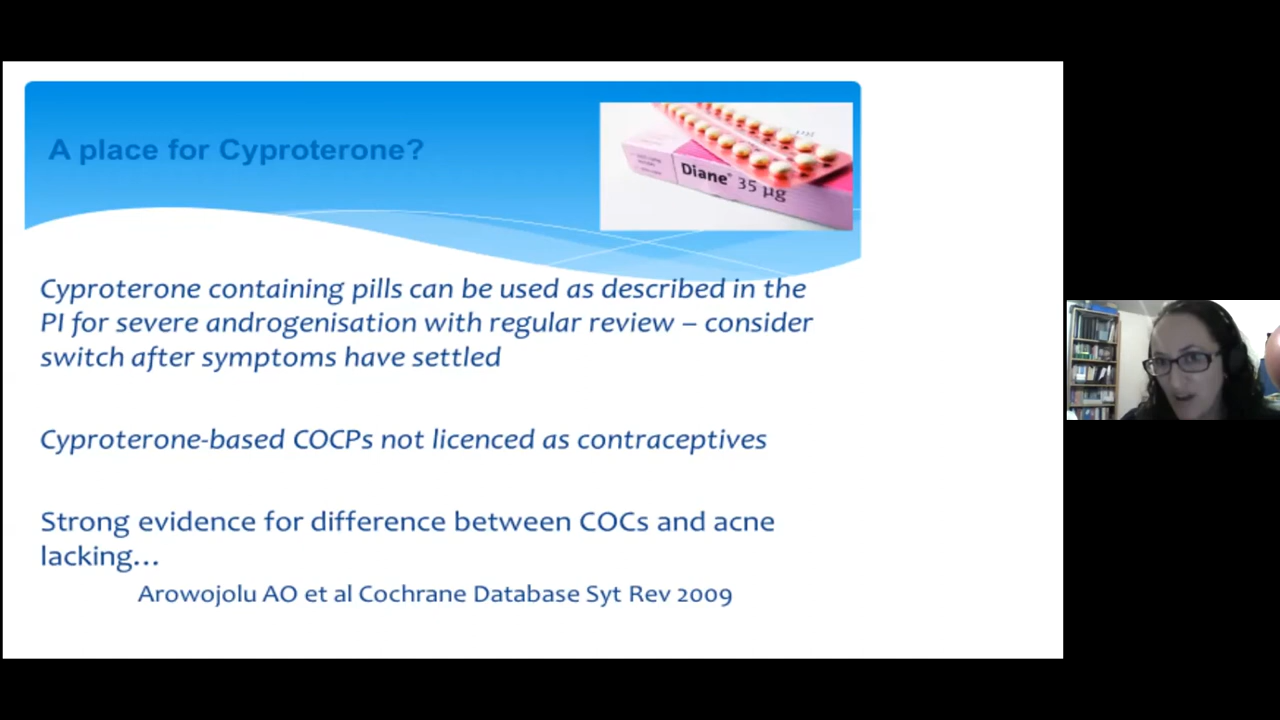 A place for Cyproterone?
Diane® 35 µg
Cyproterone containing pills can be used as described in the
PI for severe androgenisation with regular review – consider
switch after symptoms have settled
Cyproterone-based COCPs not licenced as contraceptives
Strong evidence for difference between COCs and acne
lacking…
Arowojolu AO et al Cochrane Database Syt Rev 2009